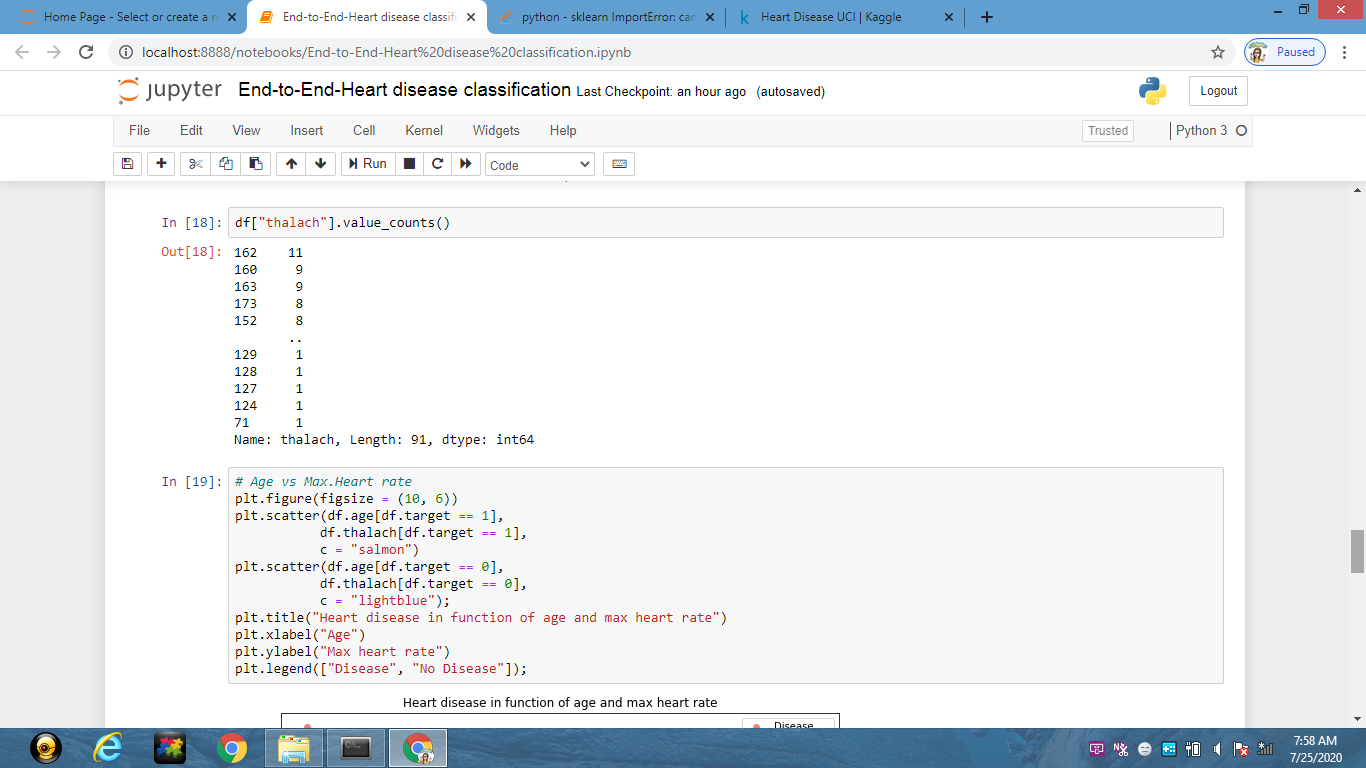 Home Page - Select or create a n
End-to-End-Heart disease classifi
python - sklearn ImportError: can
Heart Disease UCI | Kaggle
localhost:8888/notebooks/End-to-End-Heart%20disease%20classification.ipynb
Paused
jupyter End-to-End-Heart disease classification Last Checkpoint: an hour ago (autosaved)
Logout
File Edit View Insert Cell Kernel Widgets Help
Trusted
Python 3
Run
Code
In [18]: df["thalach"].value_counts()
Out[18]: 162 11
160 9
163 9
173 8
152 8
..
129 1
128 1
127 1
124 1
71 1
Name: thalach, Length: 91, dtype: int64
In [19]: # Age vs Max.Heart rate
plt.figure(figsize = (10, 6))
plt.scatter(df.age[df.target == 1],
df.thalach[df.target == 1],
c = "salmon")
plt.scatter(df.age[df.target == 0],
df.thalach[df.target == 0],
c = "lightblue");
plt.title("Heart disease in function of age and max heart rate")
plt.xlabel("Age")
plt.ylabel("Max heart rate")
plt.legend(["Disease", "No Disease"]);
Heart disease in function of age and max heart rate
Disease
7:58 AM
7/25/2020